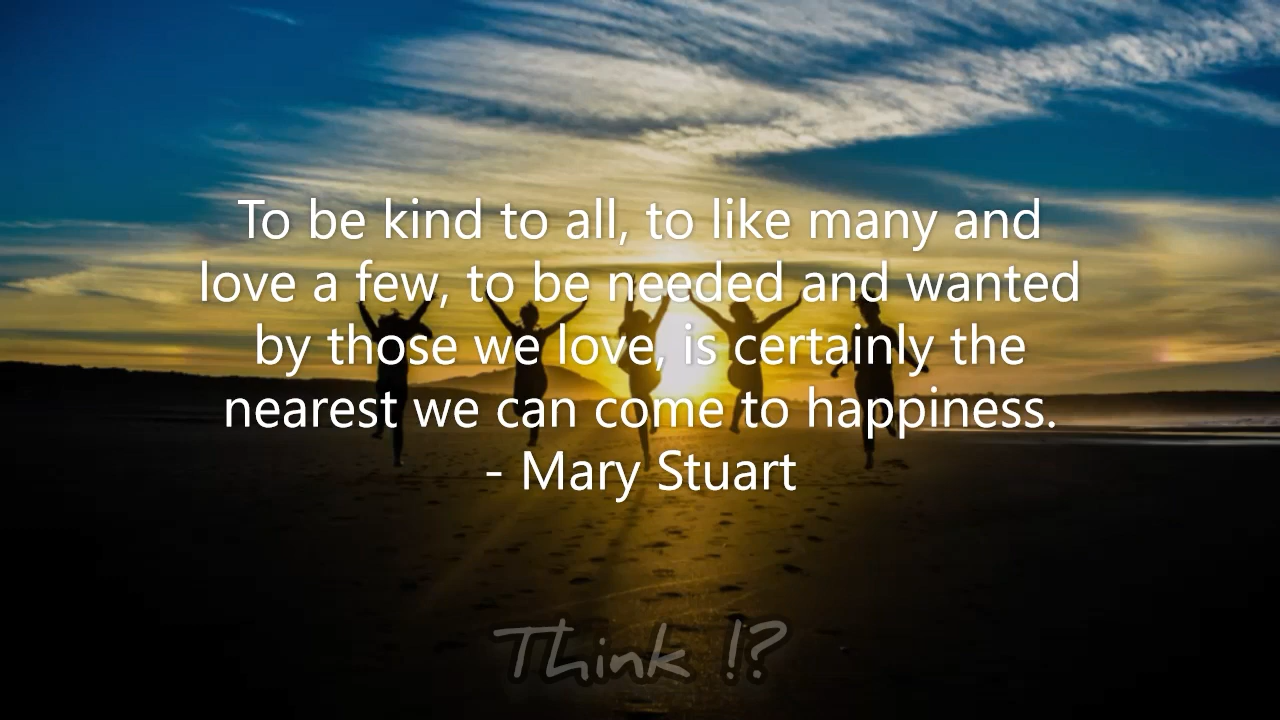 To be kind to all, to like many and
love a few, to be needed and wanted
by those we love, is certainly the
nearest we can come to happiness.
- Mary Stuart
Think !?